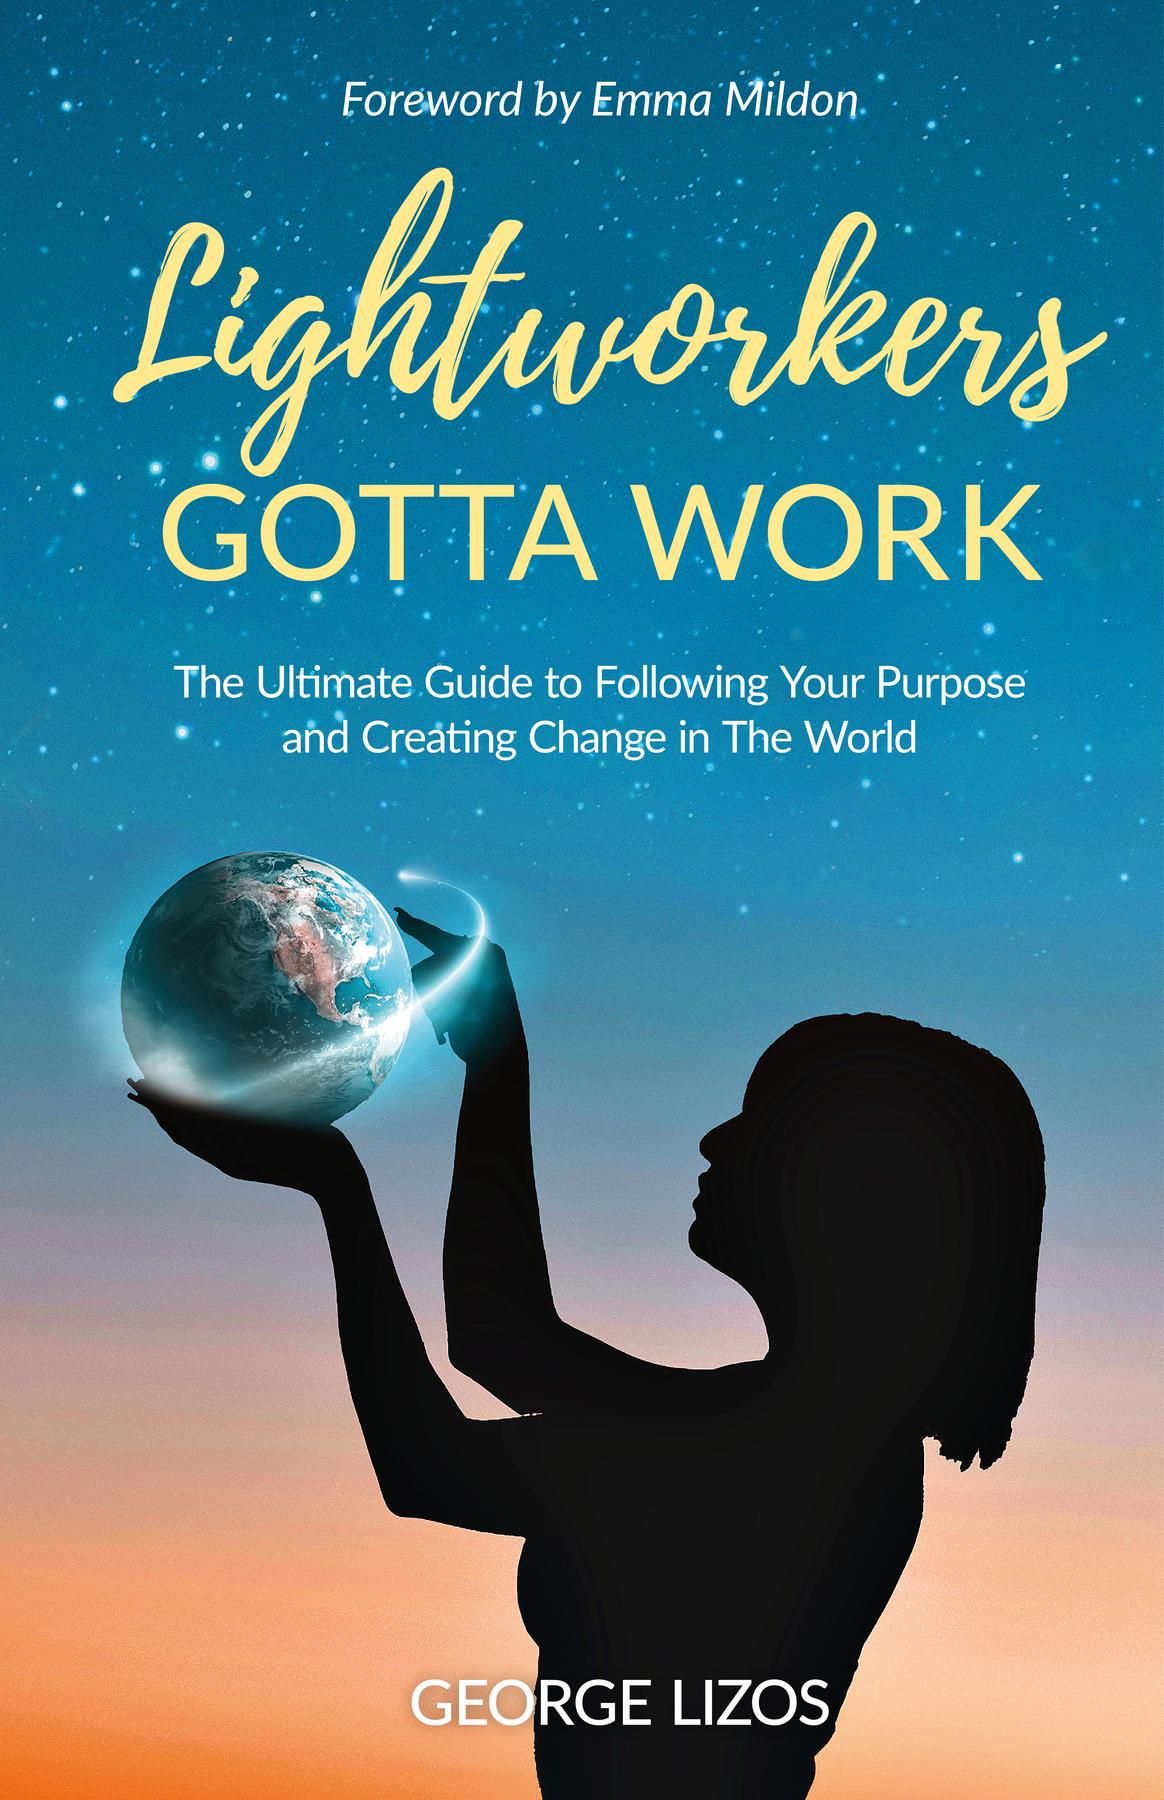 Foreword by Emma Mildon
Lightworkers
GOTTA WORK
The Ultimate Guide to Following Your Purpose
and Creating Change in The World
GEORGE LIZOS